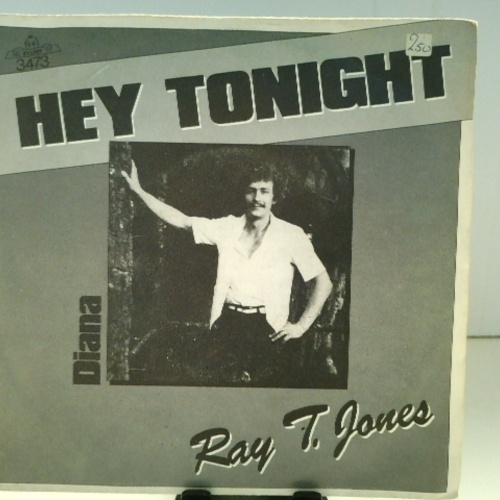 3473
250
HEY TONIGHT
Diana
Ray T. Jones